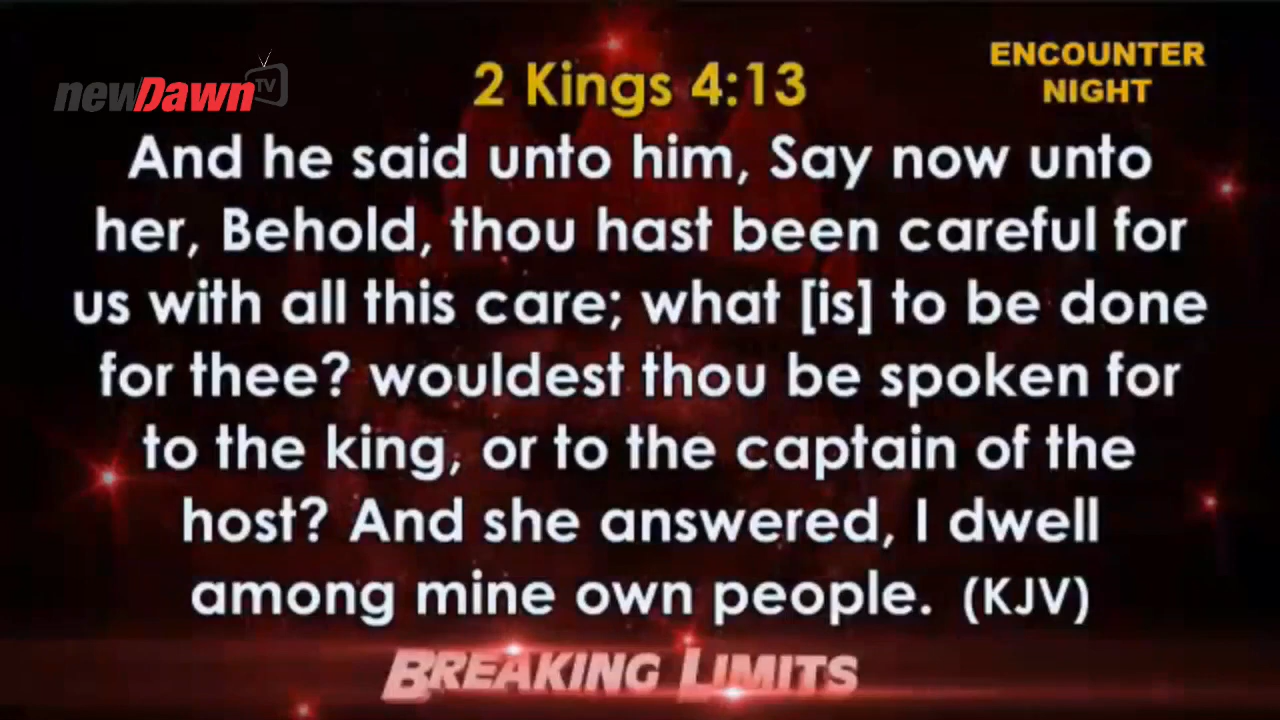 newDawn TV
ENCOUNTER
NIGHT
2 Kings 4:13
And he said unto him, Say now unto
her, Behold, thou hast been careful for
us with all this care; what [is] to be done
for thee? wouldest thou be spoken for
to the king, or to the captain of the
host? And she answered, I dwell
among mine own people. (KJV)
BREAKING LIMITS